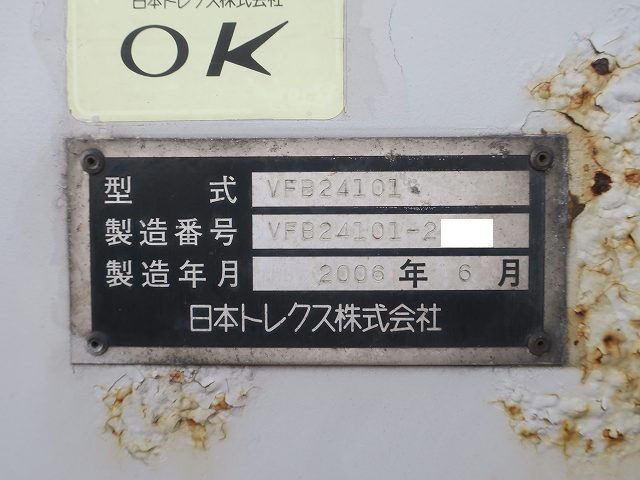 日本トレクス株式会社
OK
型 式 VFB24101
製造番号 VFB24101-2
製造年月 2006 年 6 月
日本トレクス株式会社